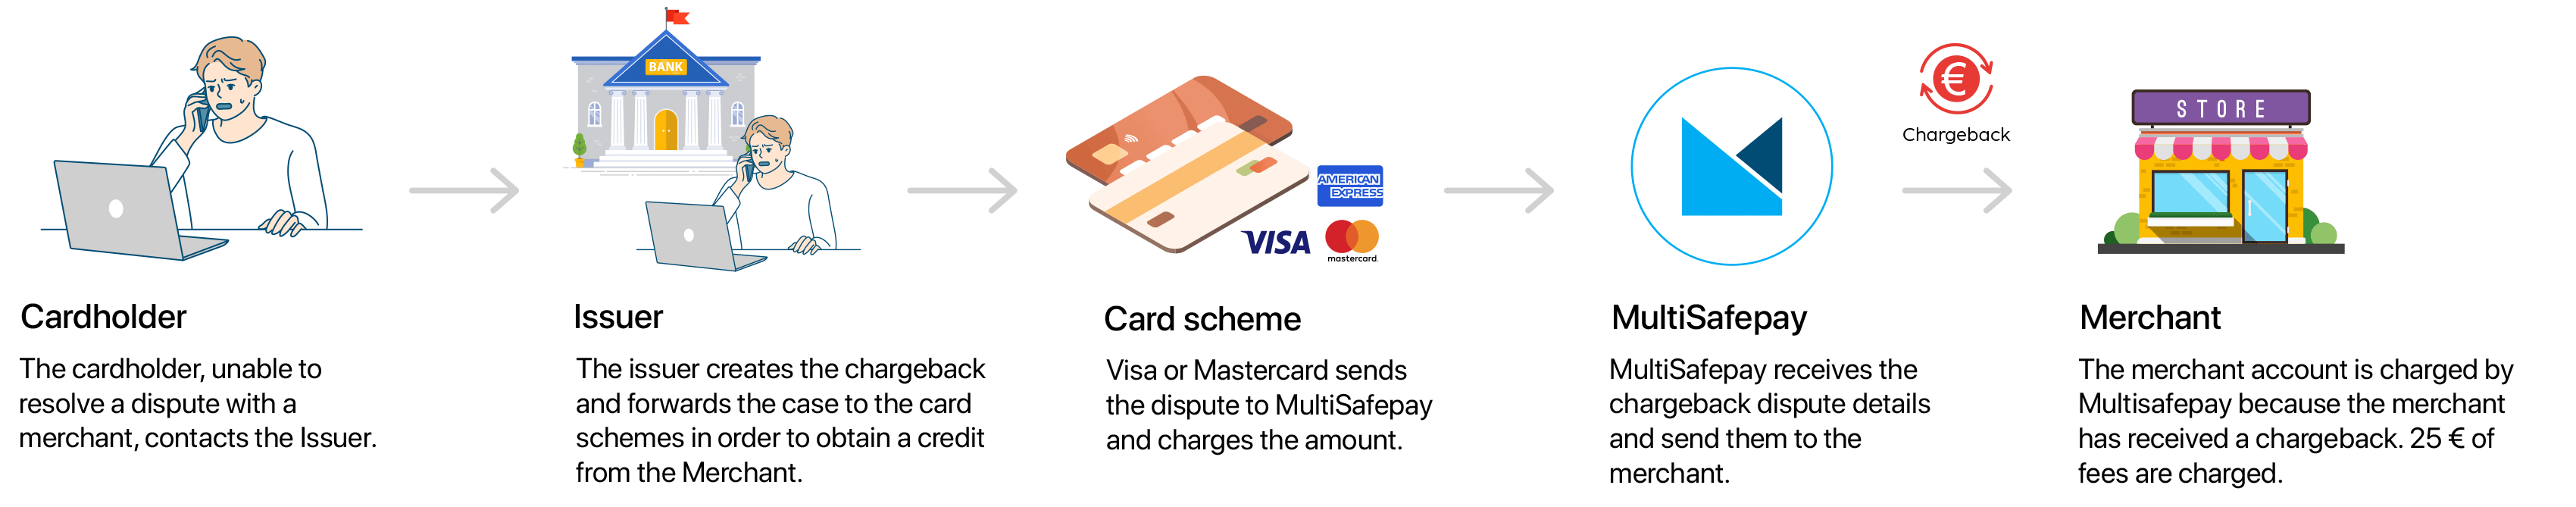 BANK
AMERICAN
EXPRESS
VISA
mastercard.
€
Chargeback
STORE
Cardholder
The cardholder, unable to
resolve a dispute with a
merchant, contacts the Issuer.
Issuer
The issuer creates the chargeback
and forwards the case to the card
schemes in order to obtain a credit
from the Merchant.
Card scheme
Visa or Mastercard sends
the dispute to MultiSafepay
and charges the amount.
MultiSafepay
MultiSafepay receives the
chargeback dispute details
and send them to the
merchant.
Merchant
The merchant account is charged by
Multisafepay because the merchant
has received a chargeback. 25 € of
fees are charged.